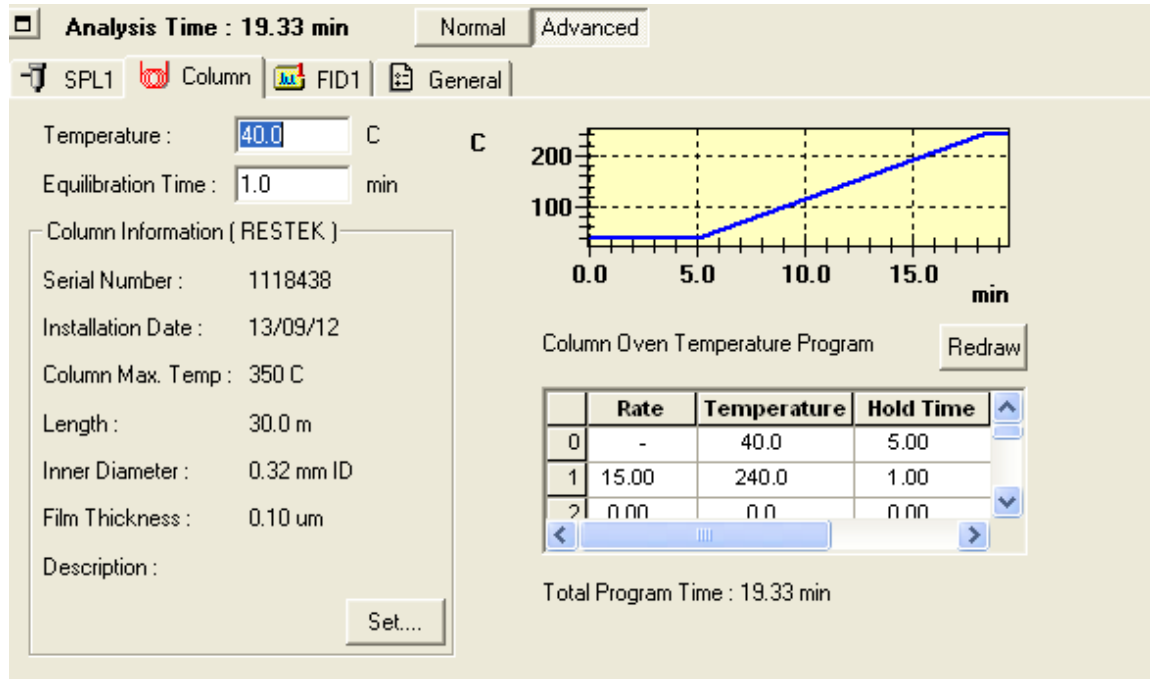 Analysis Time : 19.33 min Normal Advanced
SPL1 Column FID1 General
Temperature : 40.0 C
Equilibration Time : 1.0 min
Column Information ( RESTEK )
Serial Number : 1118438
Installation Date : 13/09/12
Column Max. Temp : 350 C
Length : 30.0 m
Inner Diameter : 0.32 mm ID
Film Thickness : 0.10 um
Description :
Set....
C
200
100
0.0 5.0 10.0 15.0
min
Column Oven Temperature Program Redraw
Rate Temperature Hold Time
0 - 40.0 5.00
1 15.00 240.0 1.00
2 0.00 0.0 0.00
Total Program Time : 19.33 min